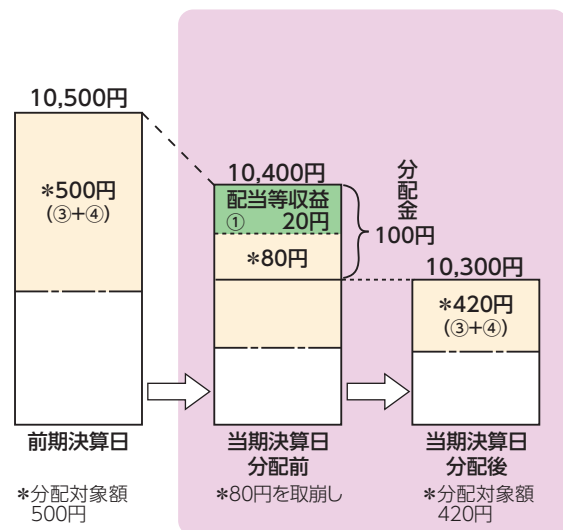 10,500円
*500円
(③+④)
前期決算日
*分配対象額
500円
10,400円
配当等収益
① 20円
*80円
分配金
100円
当期決算日
分配前
*80円を取崩し
10,300円
*420円
(③+④)
当期決算日
分配後
*分配対象額
420円